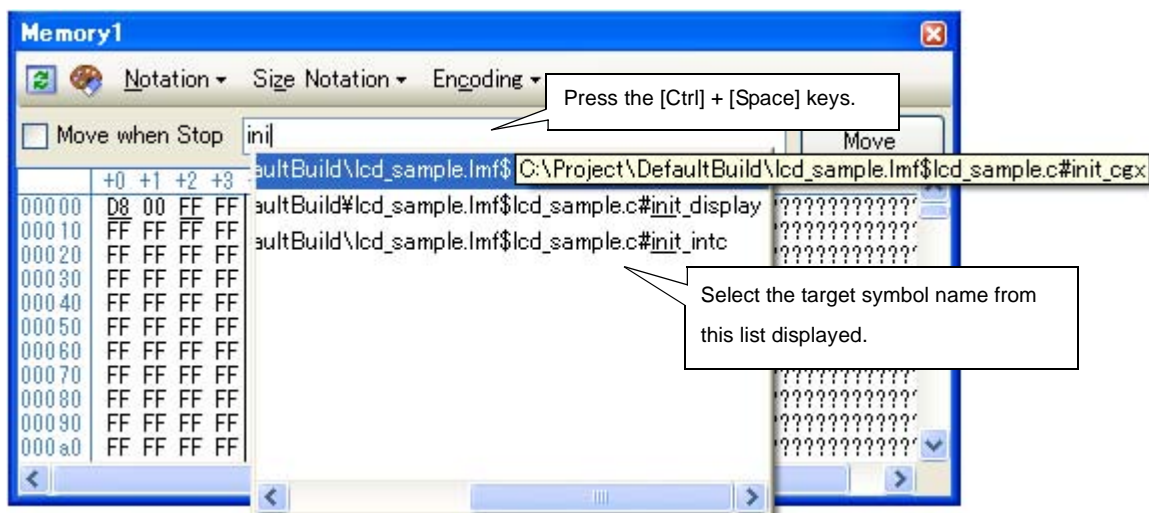 Memory1
Notation Size Notation Encoding
Press the [Ctrl] + [Space] keys.
Move when Stop ini Move
aultBuild\lcd_sample.lmf$ C:\Project\DefaultBuild\lcd_sample.lmf$lcd_sample.c#init_cgx
+0 +1 +2 +3
00000 D8 00 FF FF aultBuild¥lcd_sample.lmf$lcd_sample.c#init_display ????????????
00010 FF FF FF FF ????????????
00020 FF FF FF FF aultBuild\lcd_sample.lmf$lcd_sample.c#init_intc ????????????
00030 FF FF FF FF
00040 FF FF FF FF
Select the target symbol name from
00050 FF FF FF FF
this list displayed.
00060 FF FF FF FF
00070 FF FF FF FF ????????????
00080 FF FF FF FF ????????????
00090 FF FF FF FF ????????????
000a0 FF FF FF FF ????????????